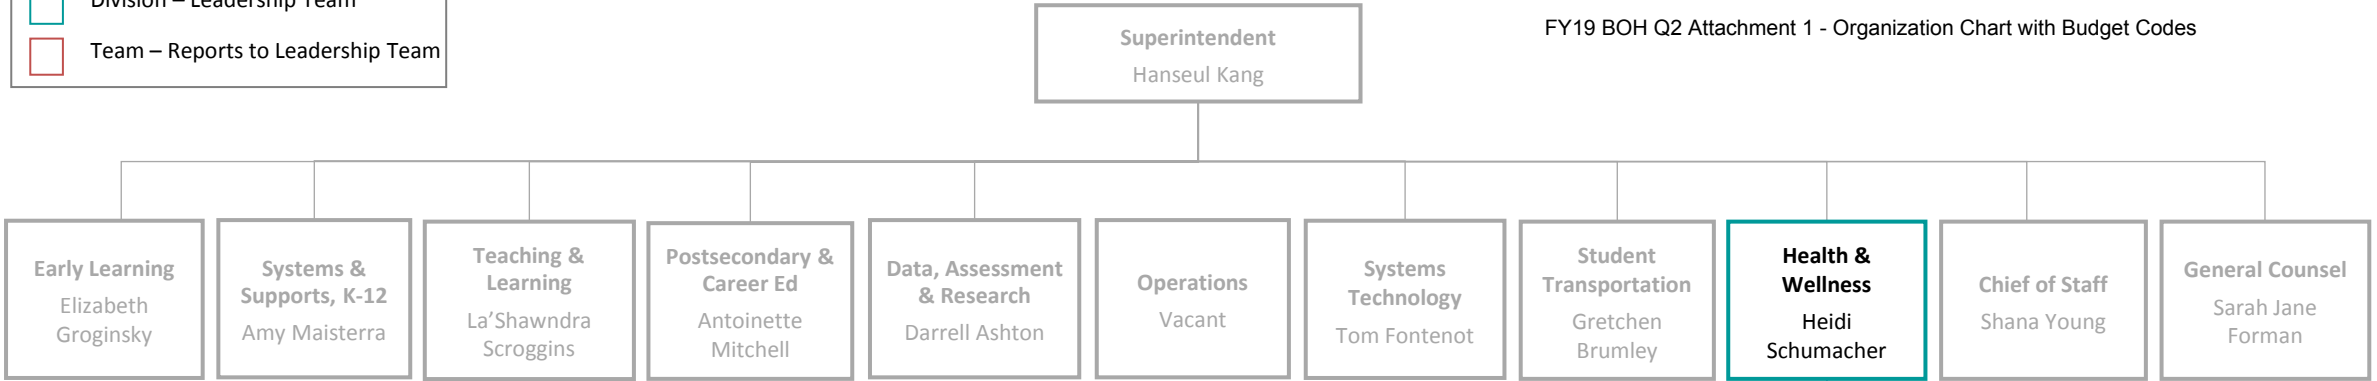 Division – Leadership Team
Team – Reports to Leadership Team
FY19 BOH Q2 Attachment 1 - Organization Chart with Budget Codes
Superintendent
Hanseul Kang
Early Learning
Elizabeth
Groginsky
Systems &
Supports, K-12
Amy Maisterra
Teaching &
Learning
La’Shawndra
Scroggins
Postsecondary &
Career Ed
Antoinette
Mitchell
Data, Assessment
& Research
Darrell Ashton
Operations
Vacant
Systems
Technology
Tom Fontenot
Student
Transportation
Gretchen
Brumley
Health &
Wellness
Heidi
Schumacher
Chief of Staff
Shana Young
General Counsel
Sarah Jane
Forman